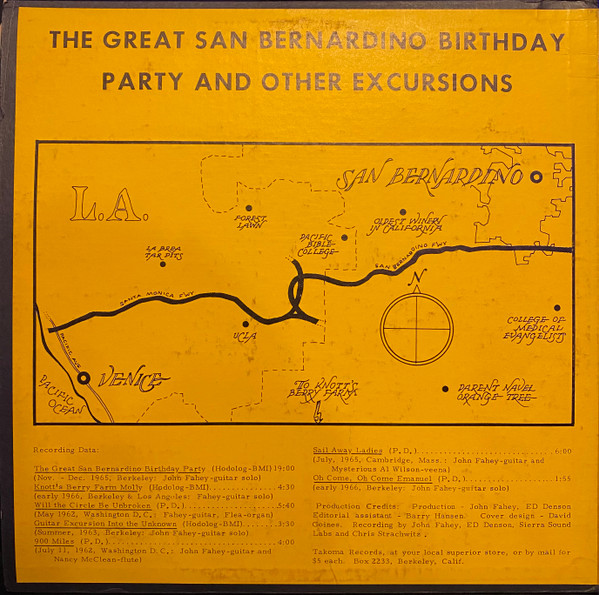 THE GREAT SAN BERNARDINO BIRTHDAY
PARTY AND OTHER EXCURSIONS
SAN BERNARDINO
L.A.
FOREST
LAWN
OLDEST WINERY
IN CALIFORNIA
PACIFIC
BIBLE
COLLEGE
LA BREA
TAR PITS
SAN BERNARDINO FWY
N
SANTA MONICA FWY
UCLA
COLLEGE OF
MEDICAL
EVANGELISTS
PACIFIC AVE
VENICE
PACIFIC
OCEAN
TO KNOTT'S
BERRY FARM
PARENT NAVEL
ORANGE TREE
Recording Data:
The Great San Bernardino Birthday Party (Hodolog-BMI) 19:00
(Nov. - Dec. 1965, Berkeley: John Fahey-guitar solo)
Knott's Berry Farm Molly (Hodolog-BMI)..................4:30
(early 1966, Berkeley & Los Angeles: Fahey-guitar solo)
Will the Circle Be Unbroken (P.D.)......................5:40
(May 1962, Washington D.C.: Fahey-guitar, Flea-organ)
Guitar Excursion Into the Unknown (Hodolog-BMI).....3:30
(Summer, 1965, Berkeley: John Fahey-guitar solo)
900 Miles (P.D.)..............................4:00
(July 11, 1962, Washington D.C.: John Fahey-guitar and
Nancy McClean-flute)
Sail Away Ladies (P.D.)..............................6:00
(July, 1965, Cambridge, Mass.: John Fahey-guitar and
Mysterious Al Wilson-veena)
Oh Come, Oh Come Emanuel (P.D.).....................1:55
(early 1966, Berkeley: John Fahey-guitar solo)
Production Credits: Production - John Fahey, ED Denson
Editorial assistant - Barry Hansen Cover design - David
Goines. Recording by John Fahey, ED Denson, Sierra Sound
Labs and Chris Strachwitz.
Takoma Records, at your local superior store, or by mail for
$5 each. Box 2233, Berkeley, Calif.